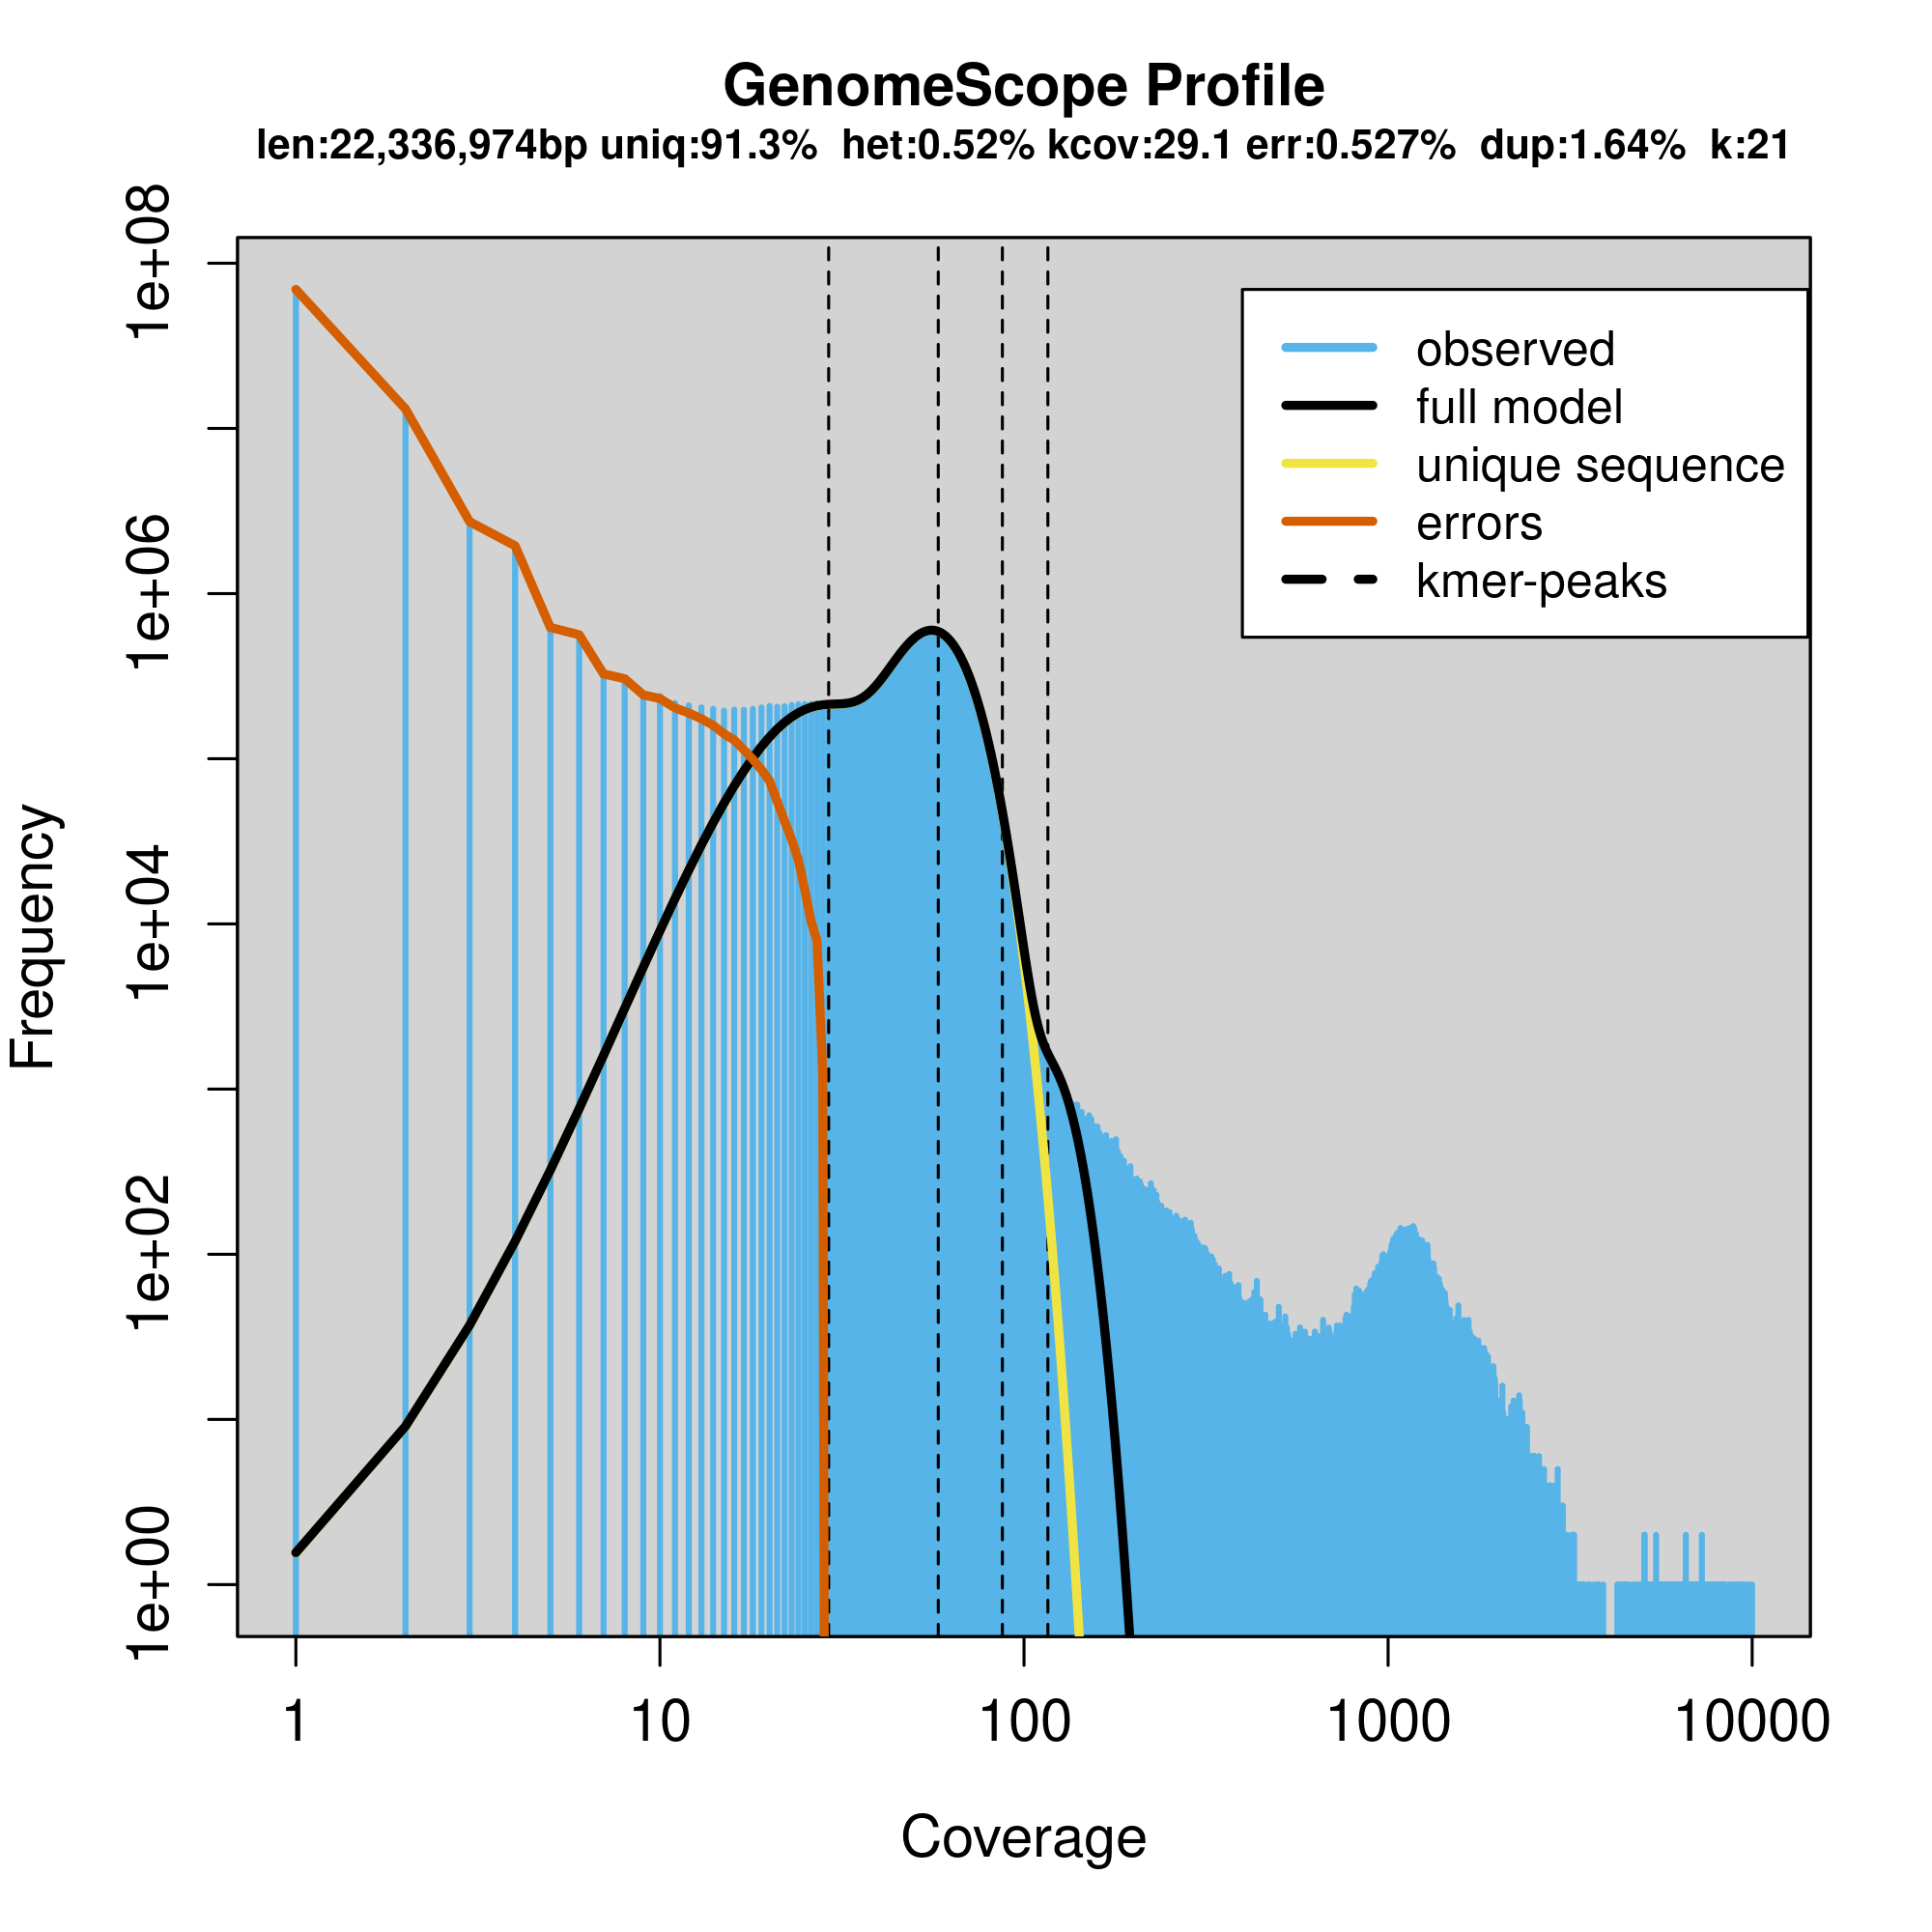 GenomeScope Profile
len:22,336,974bp uniq:91.3% het:0.52% kcov:29.1 err:0.527% dup:1.64% k:21
1e+08
1e+06
1e+04
1e+02
1e+00
Frequency
observed
full model
unique sequence
errors
kmer-peaks
1 10 100 1000 10000
Coverage